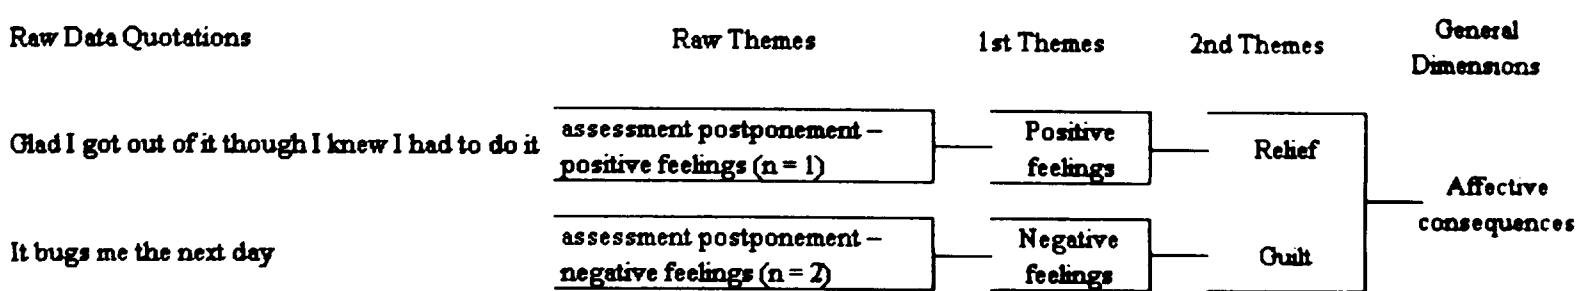 Raw Data Quotations Raw Themes 1st Themes 2nd Themes General Dimensions
Glad I got out of it though I knew I had to do it
assessment postponement –
positive feelings (n = 1)
Positive
feelings
Relief
It bugs me the next day
assessment postponement –
negative feelings (n = 2)
Negative
feelings
Guilt
Affective
consequences